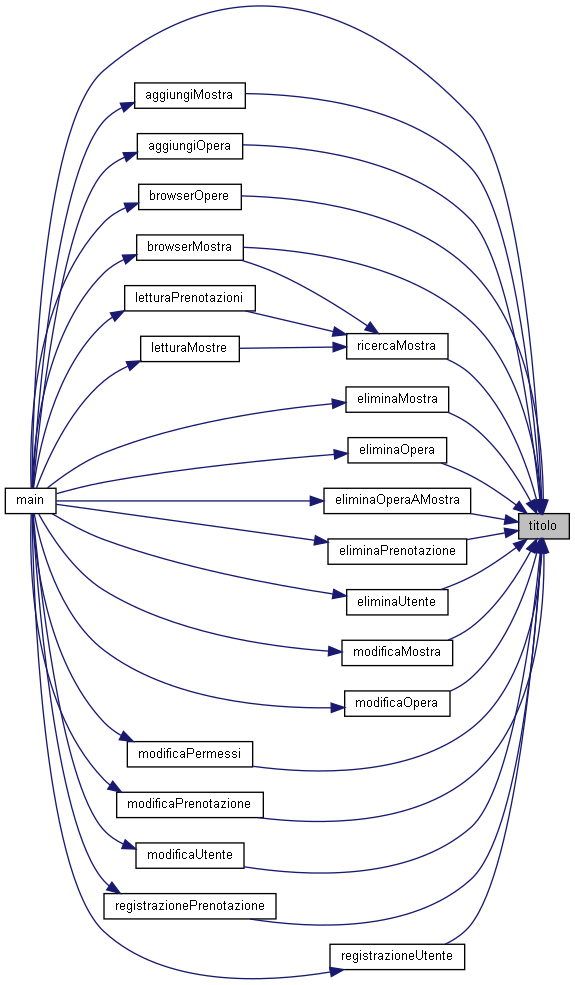 aggiungiMostra
aggiungiOpera
browserOpere
browserMostra
letturaPrenotazioni
letturaMostre
ricercaMostra
eliminaMostra
eliminaOpera
main
eliminaOperaAMostra
titolo
eliminaPrenotazione
eliminaUtente
modificaMostra
modificaOpera
modificaPermessi
modificaPrenotazione
modificaUtente
registrazionePrenotazione
registrazioneUtente